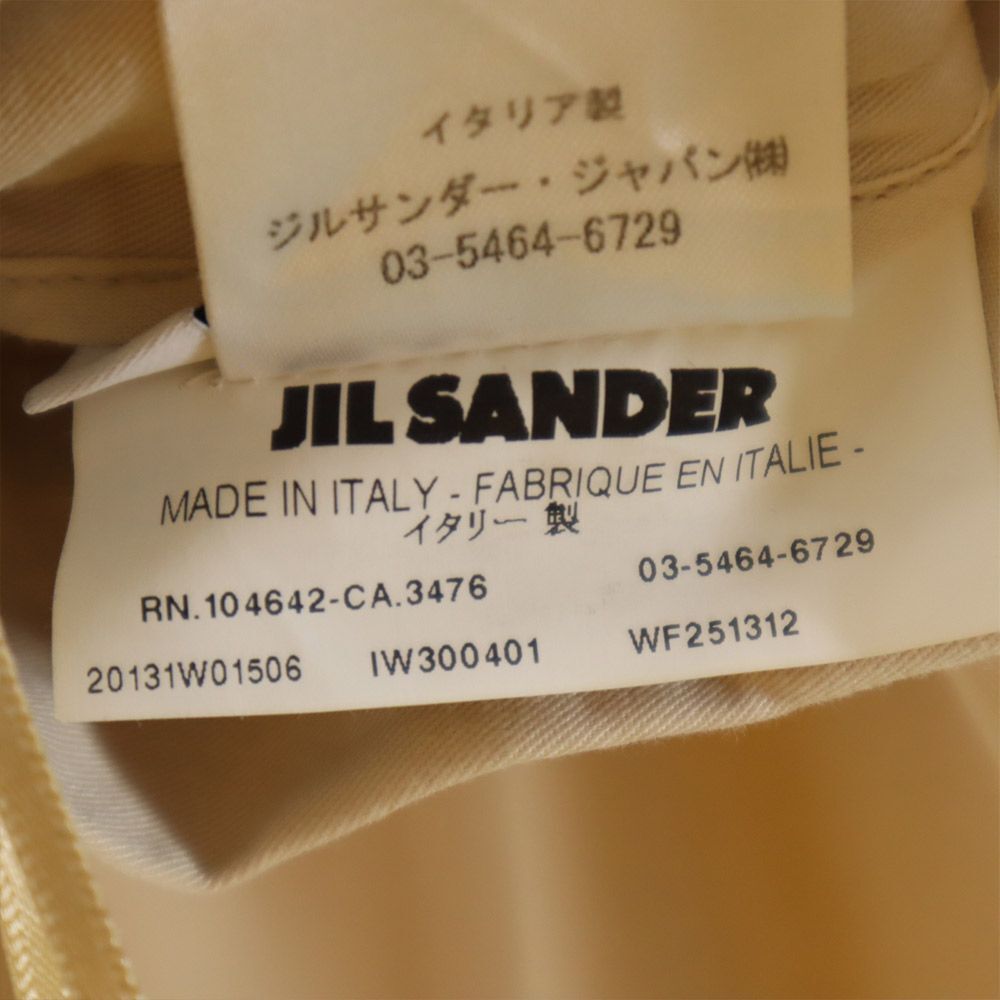 イタリア製
ジルサンダー・ジャパン㈱
03-5464-6729
JIL SANDER
MADE IN ITALY - FABRIQUE EN ITALIE -
イタリー 製
RN.104642-CA.3476 03-5464-6729
20131W01506 IW300401 WF251312